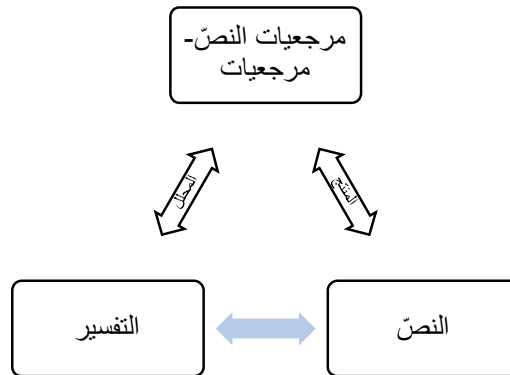 مرجعيات النصّ-
مرجعيات
المنتج
المحلل
النصّ
التفسير